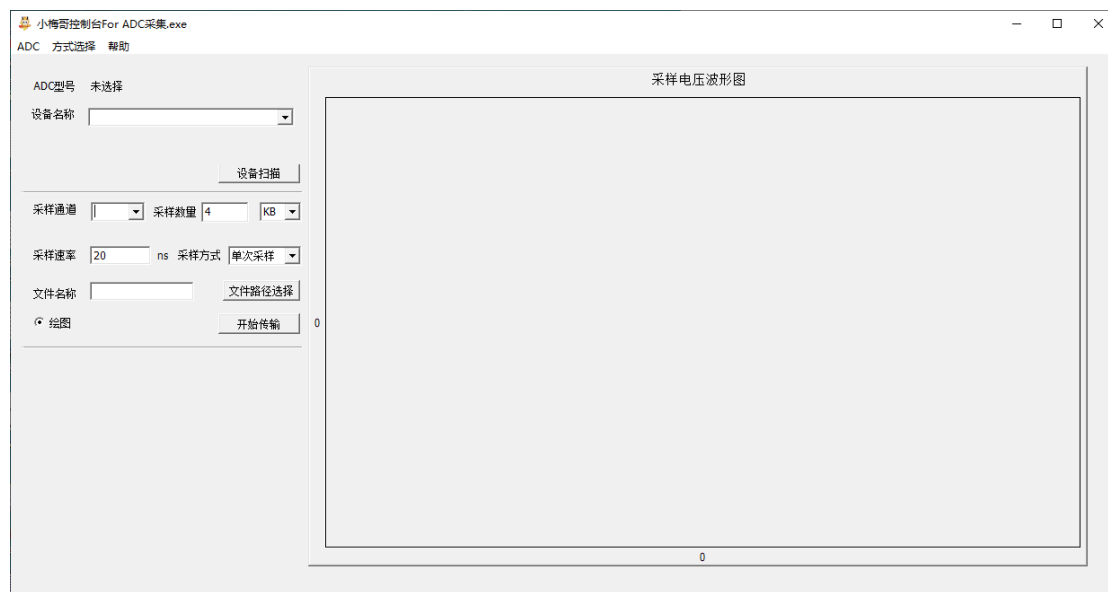 小梅哥控制台For ADC采集.exe
ADC 方式选择 帮助
ADC型号 未选择
设备名称
设备扫描
采样通道 采样数量 4 KB
采样速率 20 ns 采样方式 单次采样
文件名称 文件路径选择
绘图 开始传输
采样电压波形图
0
0